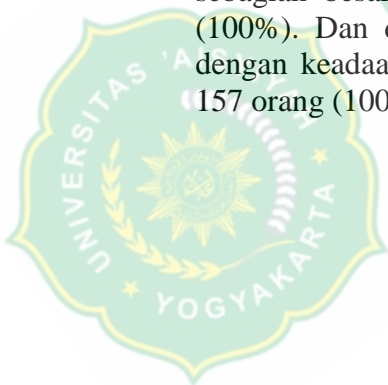 sebagian besar
(100%). Dan
dengan keadaa
157 orang (100
UNIVERSITAS 'AISYIYAH
YOGYAKARTA